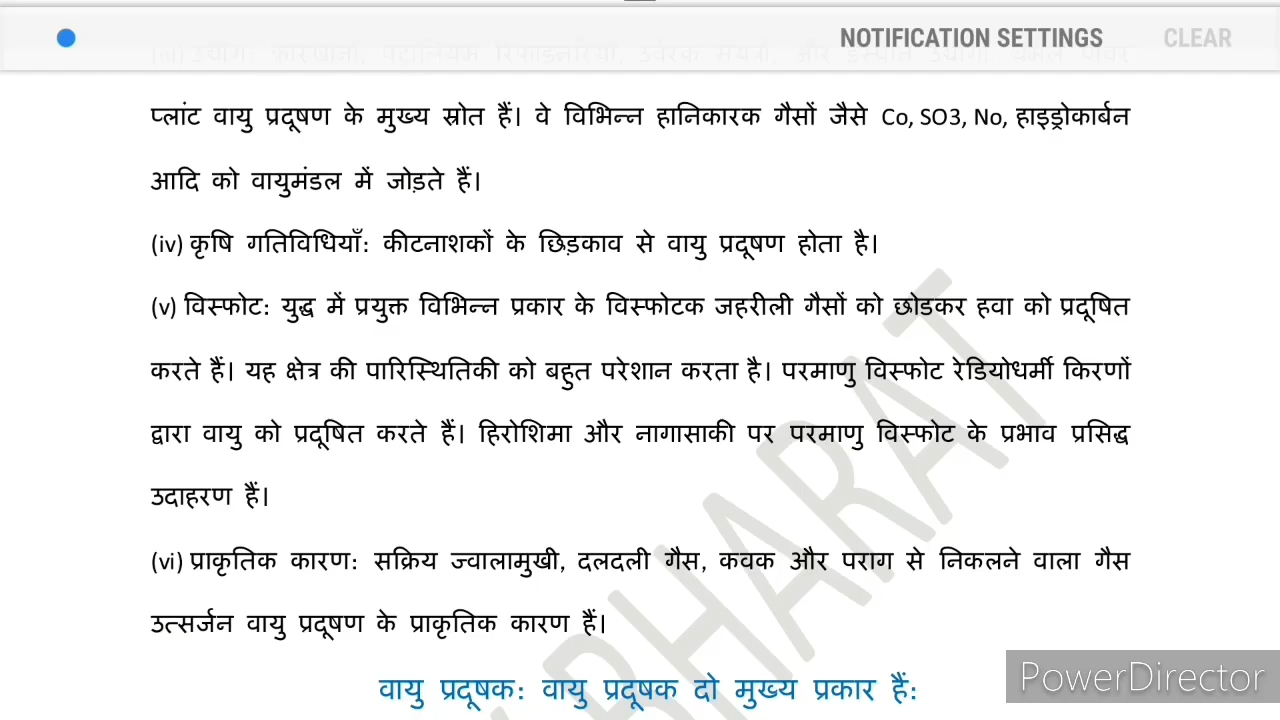 NOTIFICATION SETTINGS CLEAR
प्लांट वायु प्रदूषण के मुख्य स्रोत हैं। वे विभिन्न हानिकारक गैसों जैसे Co, SO3, No, हाइड्रोकार्बन
आदि को वायुमंडल में जोड़ते हैं।
(iv) कृषि गतिविधियाँ: कीटनाशकों के छिड़काव से वायु प्रदूषण होता है।
(v) विस्फोट: युद्ध में प्रयुक्त विभिन्न प्रकार के विस्फोटक जहरीली गैसों को छोडकर हवा को प्रदूषित
करते हैं। यह क्षेत्र की पारिस्थितिकी को बहुत परेशान करता है। परमाणु विस्फोट रेडियोधर्मी किरणों
द्वारा वायु को प्रदूषित करते हैं। हिरोशिमा और नागासाकी पर परमाणु विस्फोट के प्रभाव प्रसिद्ध
उदाहरण हैं।
(vi) प्राकृतिक कारण: सक्रिय ज्वालामुखी, दलदली गैस, कवक और पराग से निकलने वाला गैस
उत्सर्जन वायु प्रदूषण के प्राकृतिक कारण हैं।
वायु प्रदूषक: वायु प्रदूषक दो मुख्य प्रकार हैं:
BHARAT
PowerDirector